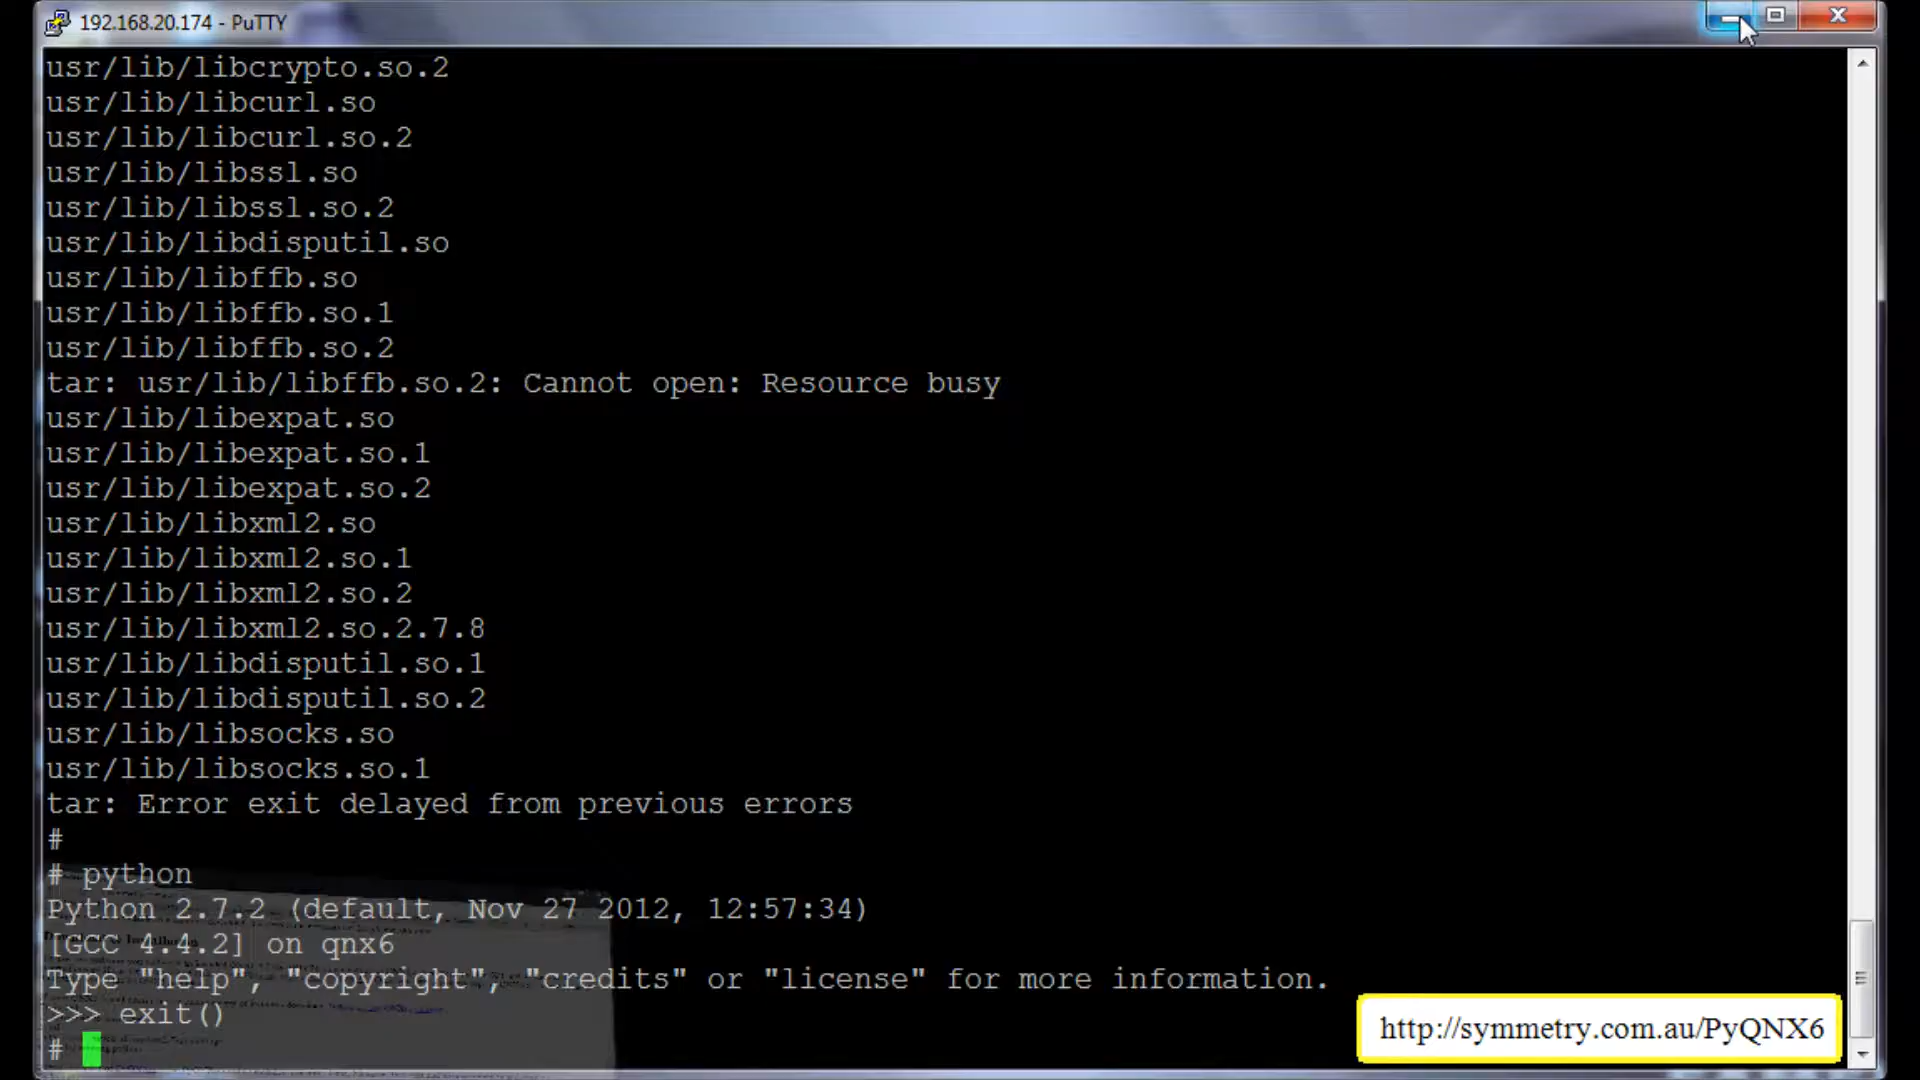 192.168.20.174 - PuTTY
usr/lib/libcrypto.so.2
usr/lib/libcurl.so
usr/lib/libcurl.so.2
usr/lib/libssl.so
usr/lib/libssl.so.2
usr/lib/libdisputil.so
usr/lib/libffb.so
usr/lib/libffb.so.1
usr/lib/libffb.so.2
tar: usr/lib/libffb.so.2: Cannot open: Resource busy
usr/lib/libexpat.so
usr/lib/libexpat.so.1
usr/lib/libexpat.so.2
usr/lib/libxml2.so
usr/lib/libxml2.so.1
usr/lib/libxml2.so.2
usr/lib/libxml2.so.2.7.8
usr/lib/libdisputil.so.1
usr/lib/libdisputil.so.2
usr/lib/libsocks.so
usr/lib/libsocks.so.1
tar: Error exit delayed from previous errors
#
# python
Python 2.7.2 (default, Nov 27 2012, 12:57:34)
[GCC 4.4.2] on qnx6
Type "help", "copyright", "credits" or "license" for more information.
>>> exit()
#
http://symmetry.com.au/PyQNX6